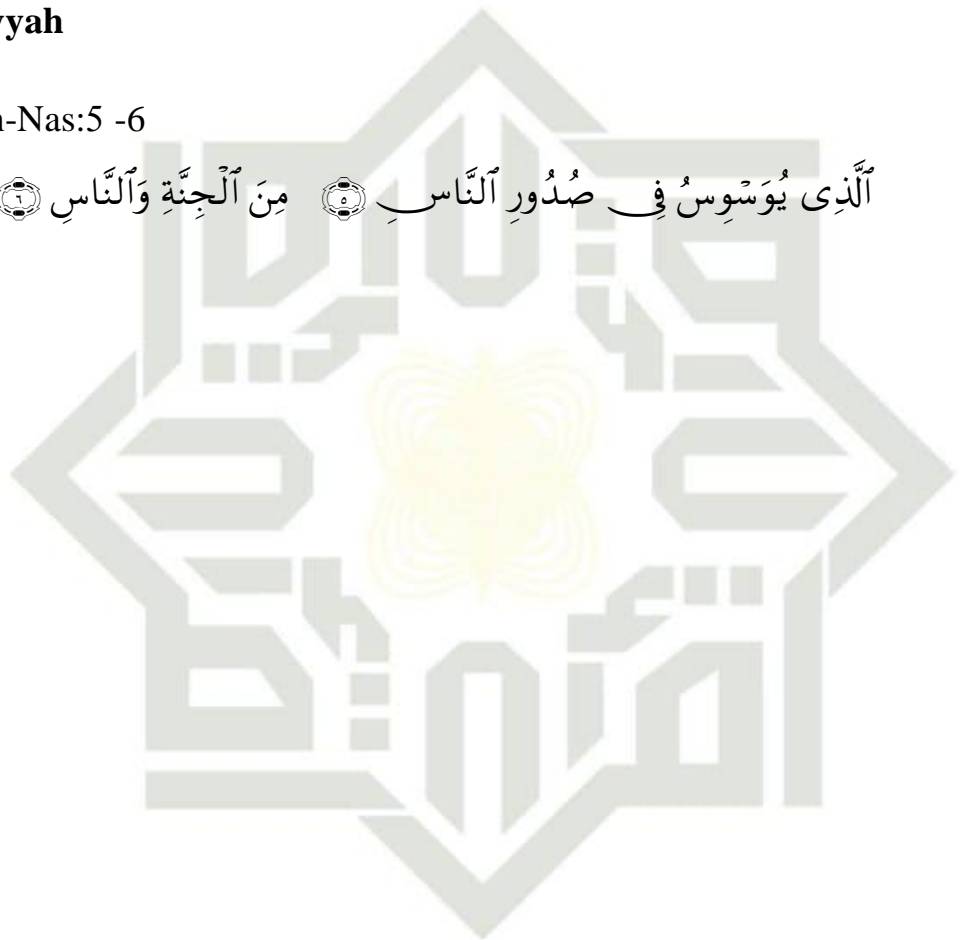 yyah
n-Nas:5 -6
ٱلَّذِى يُوَسْوِسُ فِى صُدُورِ ٱلنَّاسِ ۝٥ مِنَ ٱلْجِنَّةِ وَٱلنَّاسِ ۝٦